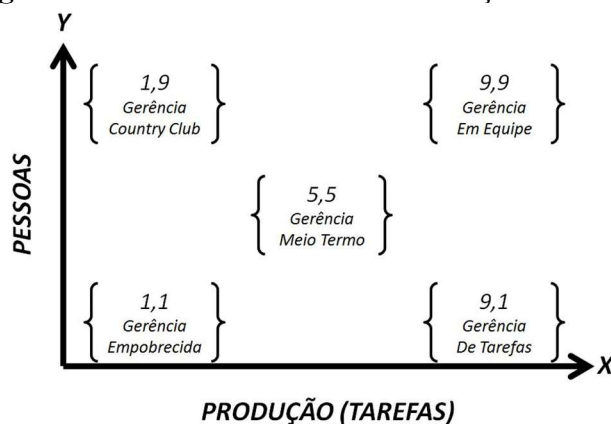 Y
1,9
Gerência
Country Club
9,9
Gerência
Em Equipe
PESSOAS
5,5
Gerência
Meio Termo
1,1
Gerência
Empobrecida
9,1
Gerência
De Tarefas
X
PRODUÇÃO (TAREFAS)